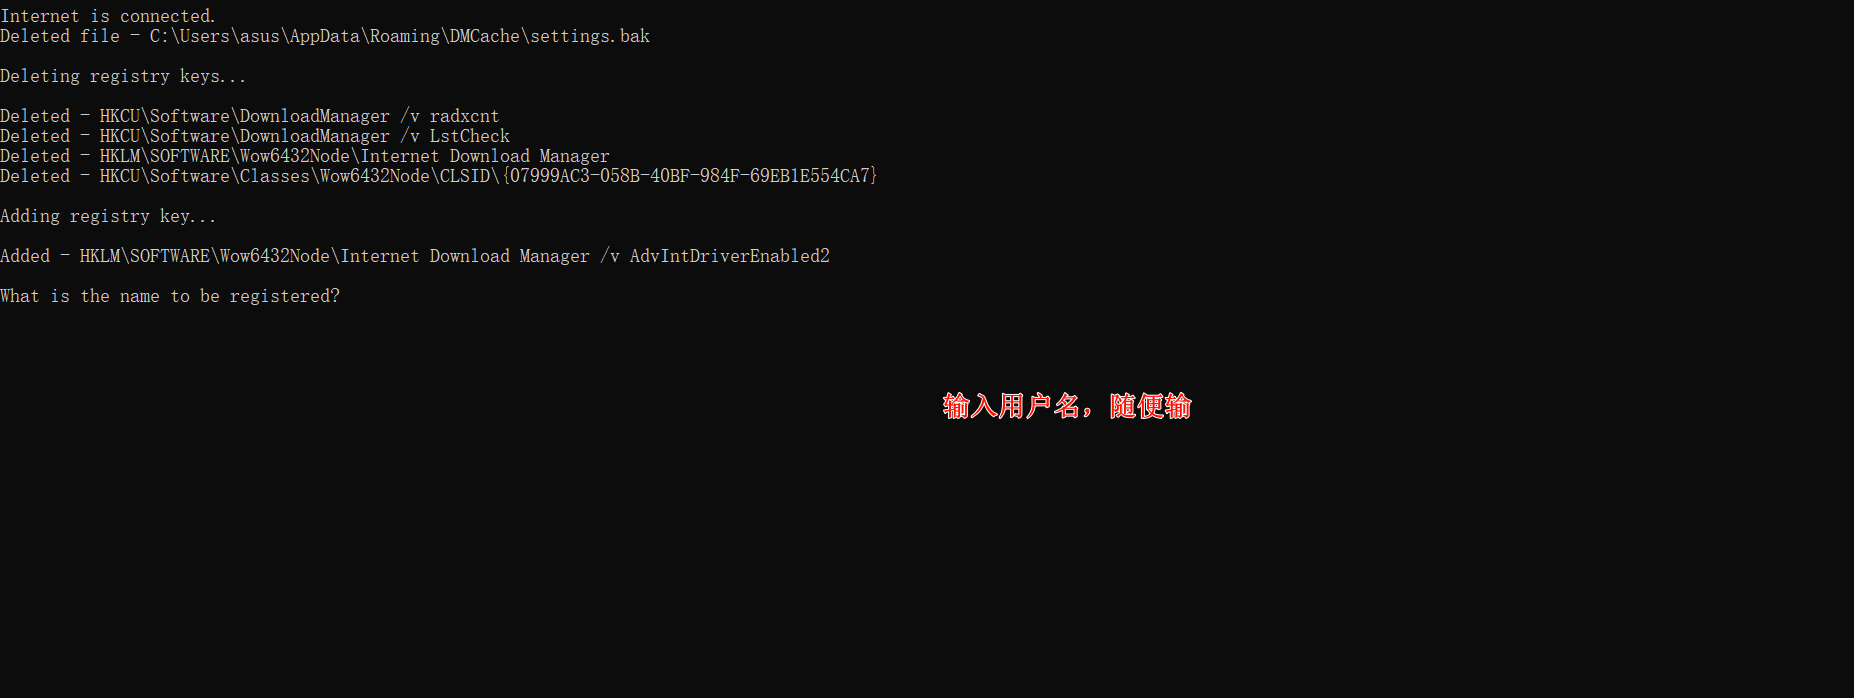 Internet is connected.
Deleted file - C:\Users\asus\AppData\Roaming\DMCache\settings.bak
Deleting registry keys...
Deleted - HKCU\Software\DownloadManager /v radxcnt
Deleted - HKCU\Software\DownloadManager /v LstCheck
Deleted - HKLM\SOFTWARE\Wow6432Node\Internet Download Manager
Deleted - HKCU\Software\Classes\Wow6432Node\CLSID\{07999AC3-058B-40BF-984F-69EB1E554CA7}
Adding registry key...
Added - HKLM\SOFTWARE\Wow6432Node\Internet Download Manager /v AdvIntDriverEnabled2
What is the name to be registered?
输入用户名，随便输